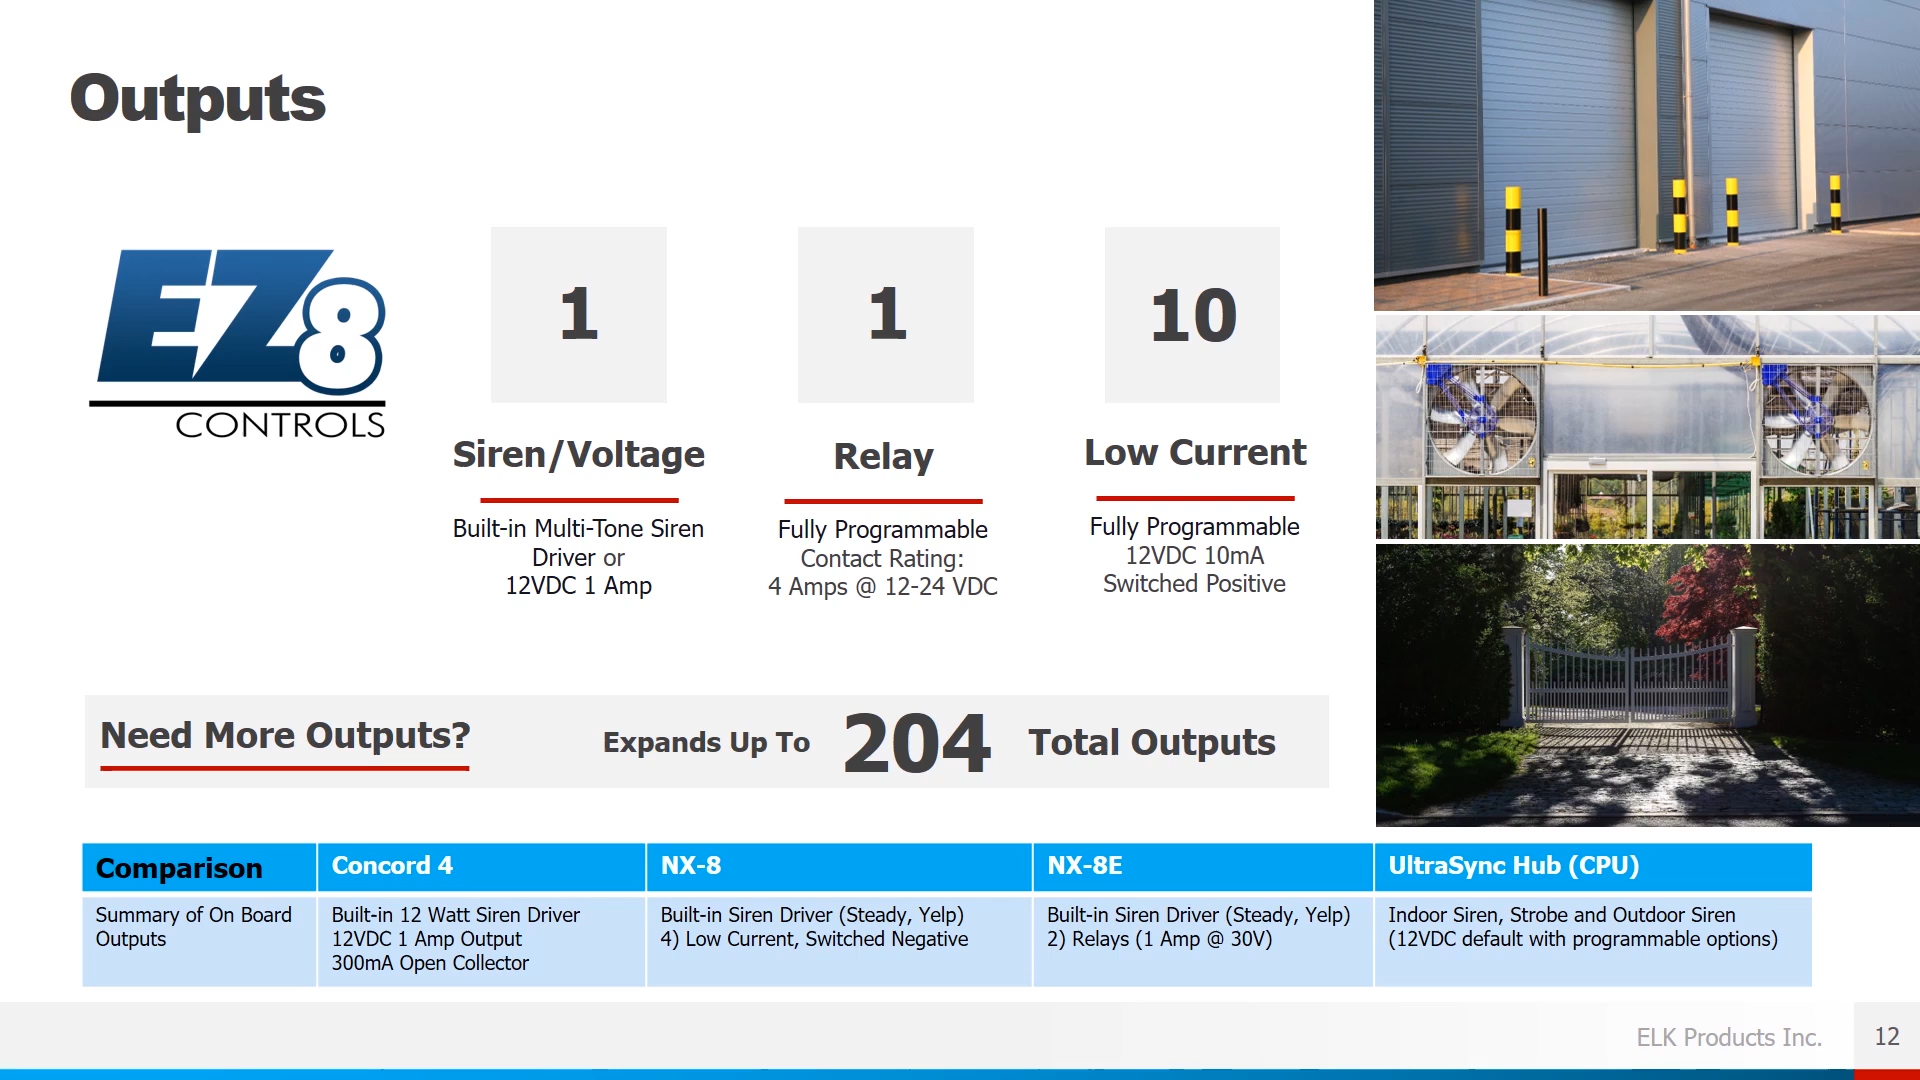 Outputs
EZ8
CONTROLS
1
Siren/Voltage
Built-in Multi-Tone Siren
Driver or
12VDC 1 Amp
1
Relay
Fully Programmable
Contact Rating:
4 Amps @ 12-24 VDC
10
Low Current
Fully Programmable
12VDC 10mA
Switched Positive
Need More Outputs?
Expands Up To 204 Total Outputs
Comparison
Concord 4
NX-8
NX-8E
UltraSync Hub (CPU)
Summary of On Board
Outputs
Built-in 12 Watt Siren Driver
12VDC 1 Amp Output
300mA Open Collector
Built-in Siren Driver (Steady, Yelp)
4) Low Current, Switched Negative
Built-in Siren Driver (Steady, Yelp)
2) Relays (1 Amp @ 30V)
Indoor Siren, Strobe and Outdoor Siren
(12VDC default with programmable options)
ELK Products Inc.
12